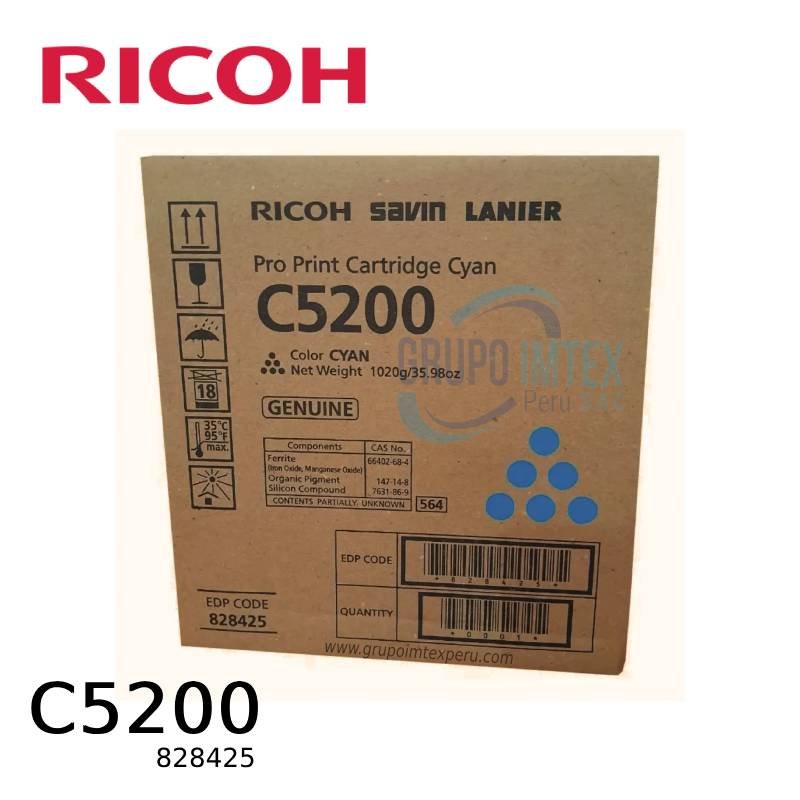 RICOH
RICOH savin LANIER
Pro Print Cartridge Cyan
C5200
Color CYAN
Net Weight 1020g/35.98oz
GRUPO IMTEX
Peru S.A.C
GENUINE
18
35°C
95°F
max.
Components CAS No.
Ferrite 66402-68-4
(Iron Oxide, Manganese Oxide)
Organic Pigment 147-14-8
Silicon Compound 7631-86-9
CONTENTS PARTIALLY UNKNOWN
564
EDP CODE
*828425*
QUANTITY
*0001*
EDP CODE
828425
www.grupoimtexperu.com
C5200
828425